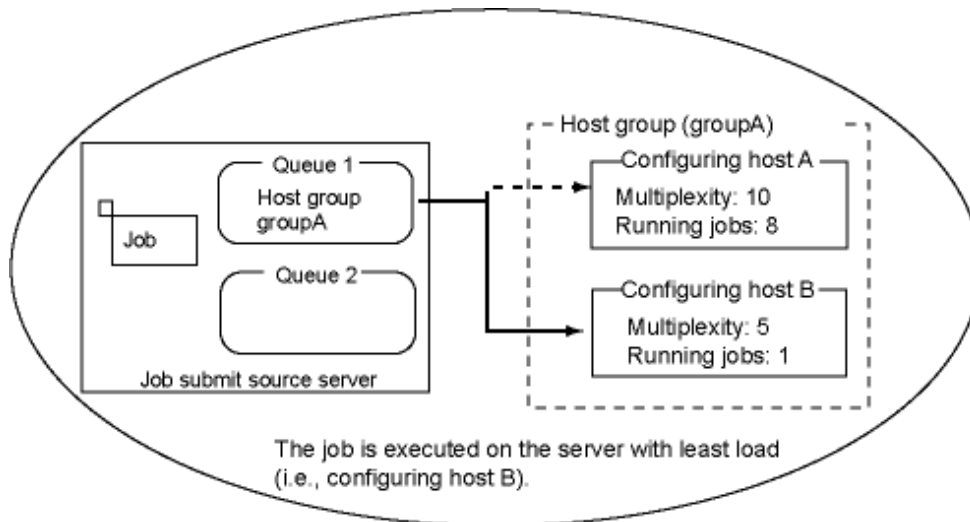 Host group (groupA)
Queue 1
Host group
groupA
Job
Queue 2
Job submit source server
Configuring host A
Multiplexity: 10
Running jobs: 8
Configuring host B
Multiplexity: 5
Running jobs: 1
The job is executed on the server with least load
(i.e., configuring host B).